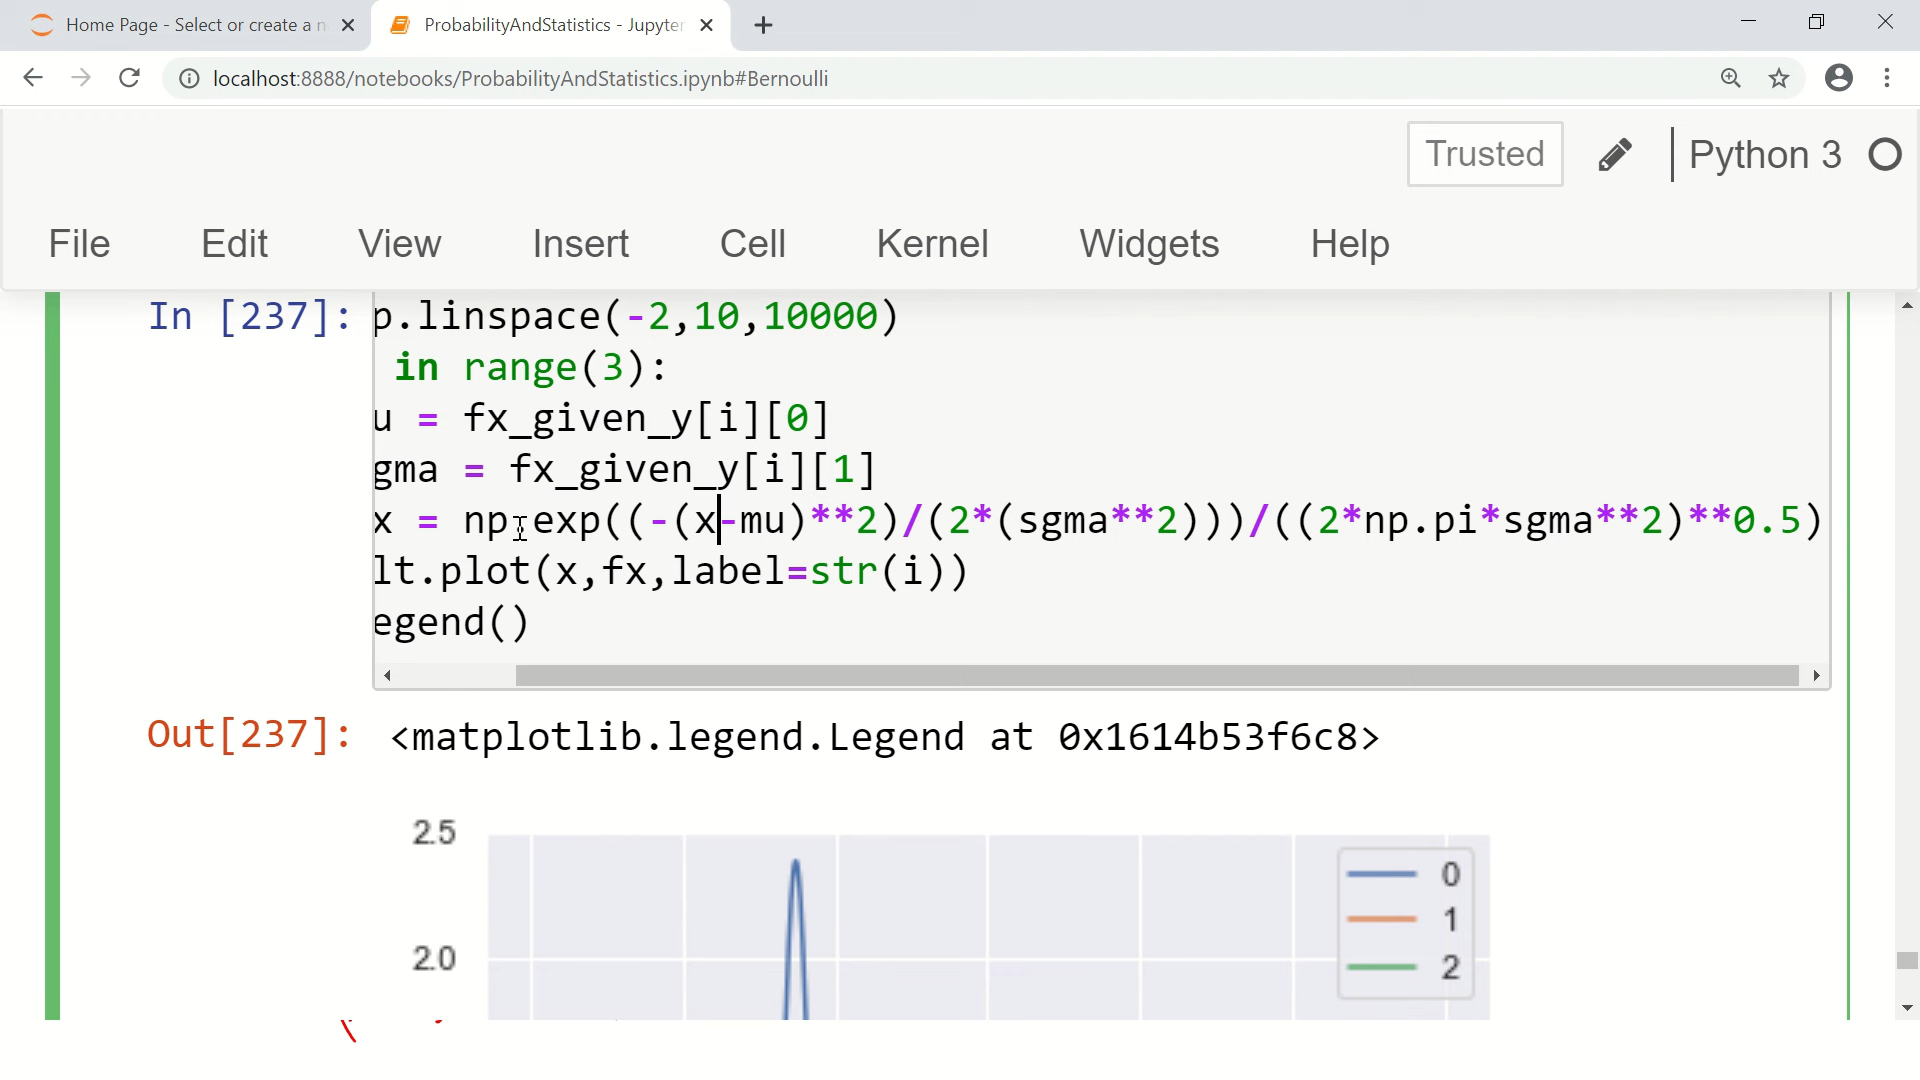 Home Page - Select or create a n
ProbabilityAndStatistics - Jupyter
localhost:8888/notebooks/ProbabilityAndStatistics.ipynb#Bernoulli
Trusted
Python 3
File Edit View Insert Cell Kernel Widgets Help
In [237]: p.linspace(-2,10,10000)
in range(3):
u = fx_given_y[i][0]
gma = fx_given_y[i][1]
x = np.exp((-(x-mu)**2)/(2*(sgma**2)))/((2*np.pi*sgma**2)**0.5)
lt.plot(x,fx,label=str(i))
egend()
Out[237]: <matplotlib.legend.Legend at 0x1614b53f6c8>
2.5
0
1
2.0
2